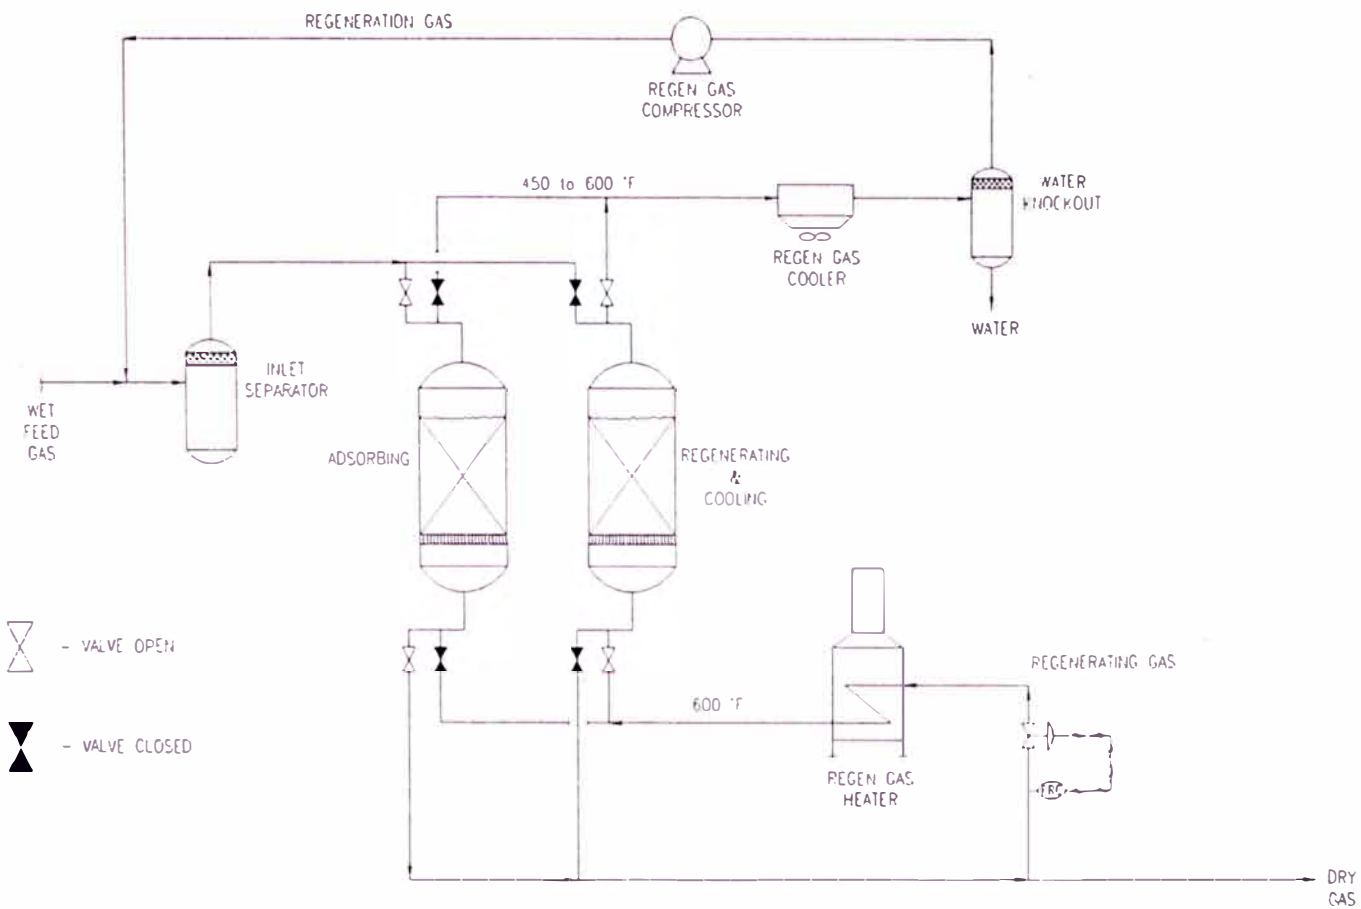 REGENERATION GAS
REGEN GAS
COMPRESSOR
450 to 600 °F
WATER
KNOCKOUT
REGEN GAS
COOLER
WATER
INLET
SEPARATOR
WET
FEED
GAS
ADSORBING
REGENERATING
&
COOLING
- VALVE OPEN
REGENERATING GAS
600 °F
- VALVE CLOSED
REGEN GAS
HEATER
FRC
DRY
GAS